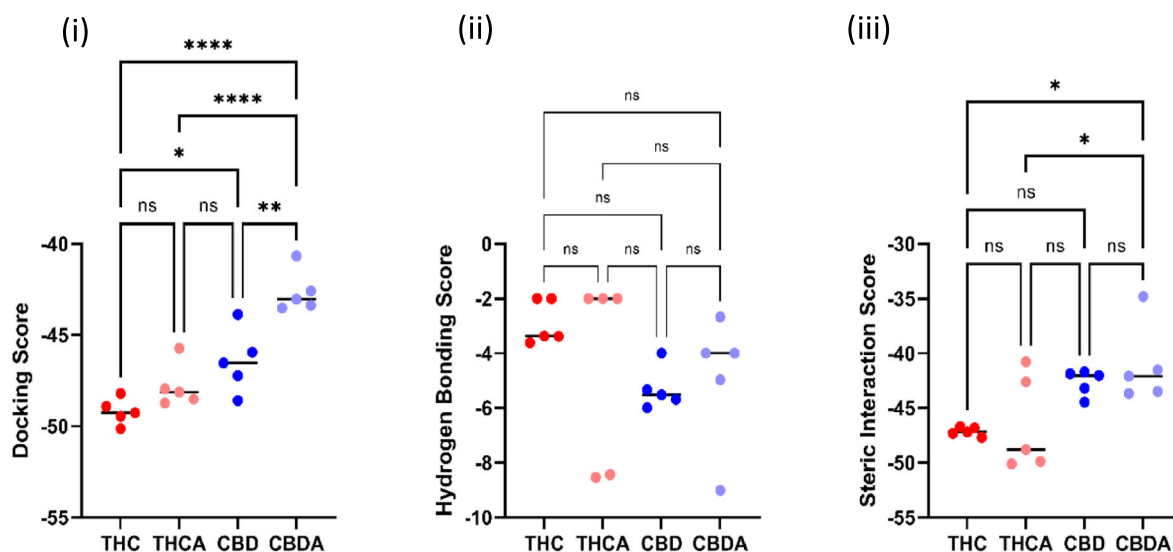 (i)
****
****
*
ns
ns
**
Docking Score
-40
-45
-50
-55
THC THCA CBD CBDA
(ii)
ns
ns
ns
ns
ns
ns
Hydrogen Bonding Score
0
-2
-4
-6
-8
-10
THC THCA CBD CBDA
(iii)
*
*
ns
ns
ns
ns
Steric Interaction Score
-30
-35
-40
-45
-50
-55
THC THCA CBD CBDA